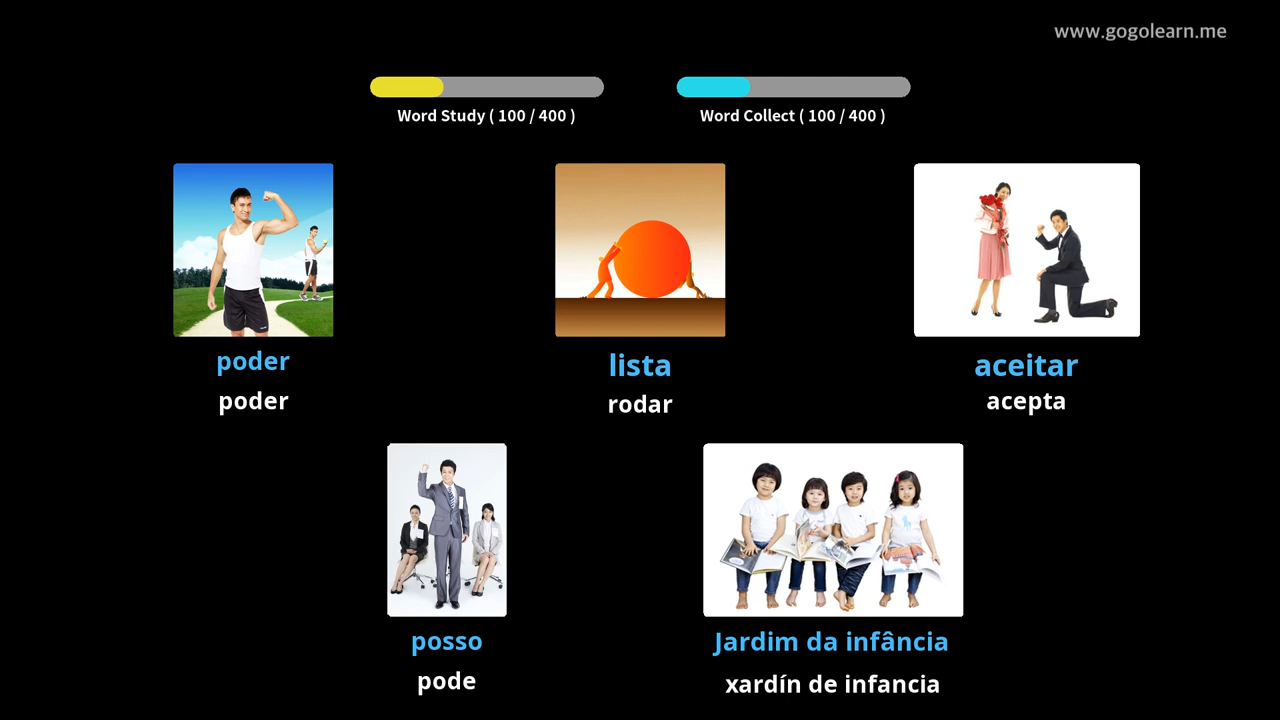 www.gogolearn.me
Word Study ( 100 / 400 )
Word Collect ( 100 / 400 )
poder
poder
lista
rodar
aceitar
acepta
posso
pode
Jardim da infância
xardín de infancia